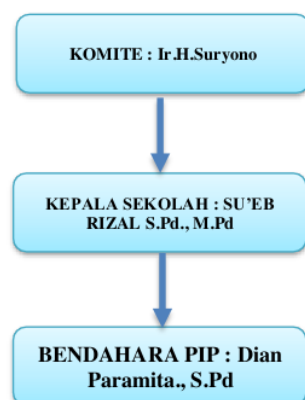 KOMITE : Ir.H.Suryono
KEPALA SEKOLAH : SU’EB
RIZAL S.Pd., M.Pd
BENDAHARA PIP : Dian
Paramita., S.Pd